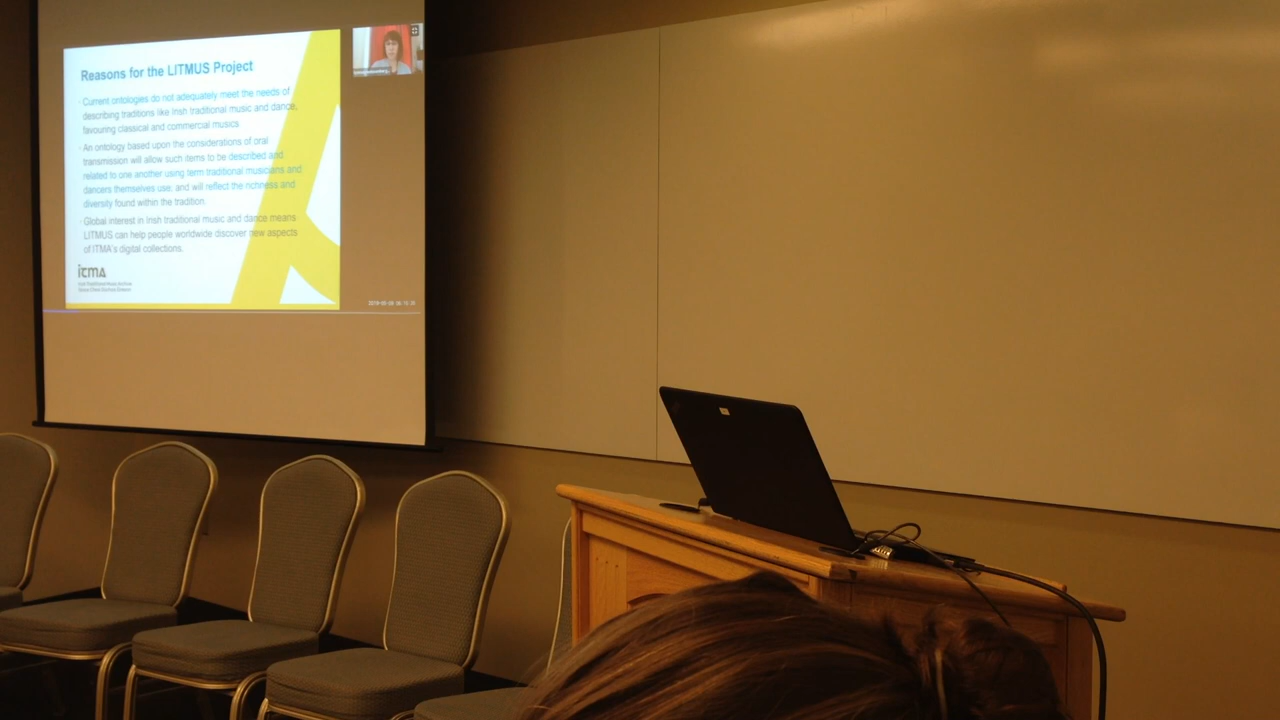 Reasons for the LITMUS Project
· Current ontologies do not adequately meet the needs of
describing traditions like Irish traditional music and dance,
favouring classical and commercial musics.
· An ontology based upon the considerations of oral
transmission will allow such items to be described and
related to one another using term traditional musicians and
dancers themselves use, and will reflect the richness and
diversity found within the tradition.
· Global interest in Irish traditional music and dance means
LITMUS can help people worldwide discover new aspects
of ITMA's digital collections.
itma
Irish Traditional Music Archive